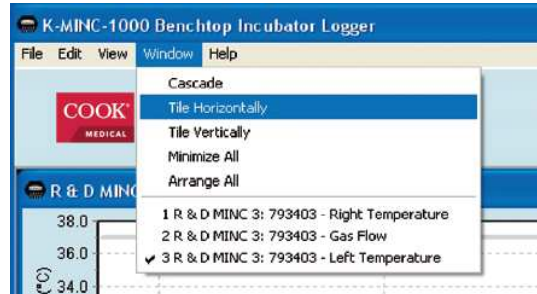 K-MINC-1000 Benchtop Incubator Logger
File Edit View Window Help
Cascade
Tile Horizontally
COOK®
MEDICAL
Tile Vertically
Minimize All
Arrange All
R & D MINC
1 R & D MINC 3: 793403 - Right Temperature
38.0
2 R & D MINC 3: 793403 - Gas Flow
36.0
✔ 3 R & D MINC 3: 793403 - Left Temperature
(°C)
34.0